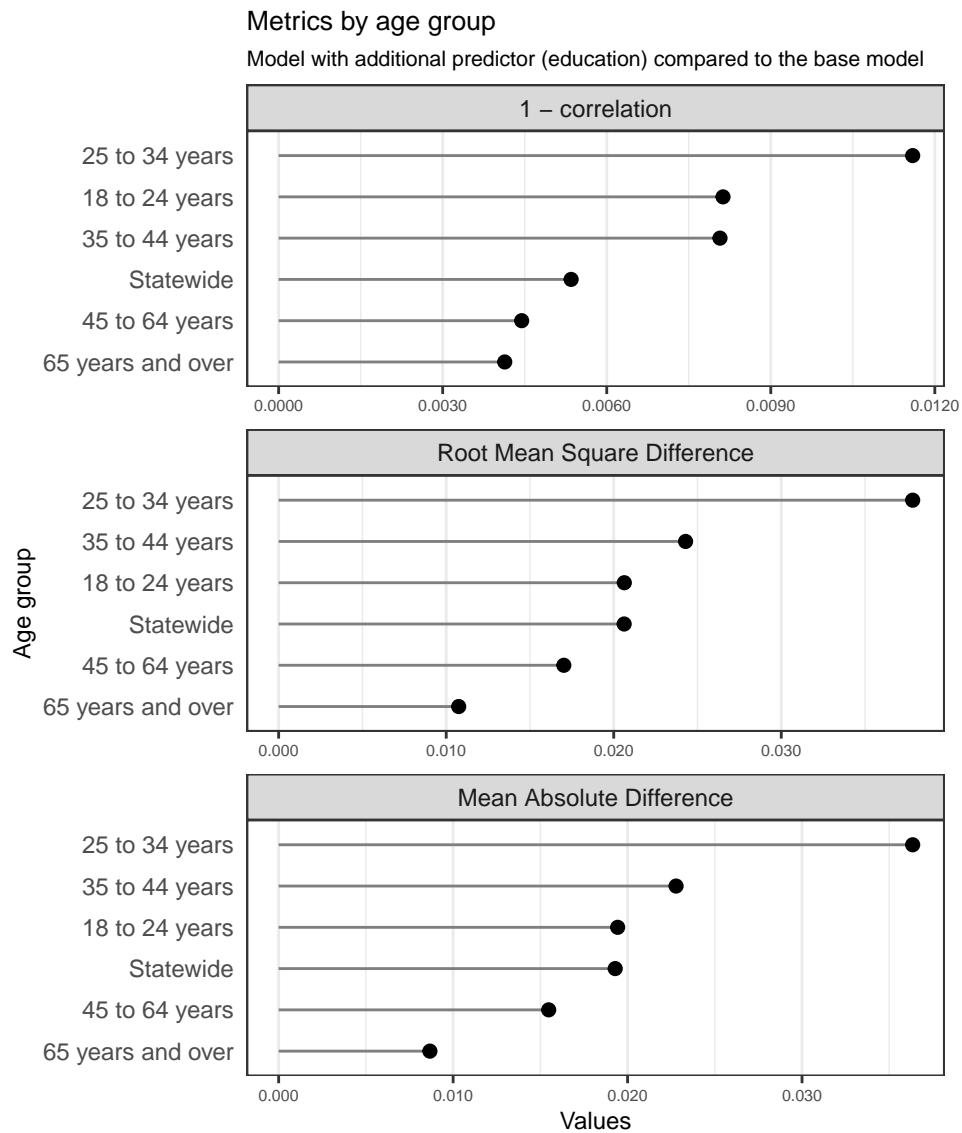 Metrics by age group
Model with additional predictor (education) compared to the base model
1 − correlation
25 to 34 years
18 to 24 years
35 to 44 years
Statewide
45 to 64 years
65 years and over
0.0000 0.0030 0.0060 0.0090 0.0120
Root Mean Square Difference
25 to 34 years
35 to 44 years
18 to 24 years
Statewide
45 to 64 years
65 years and over
0.000 0.010 0.020 0.030
Age group
Mean Absolute Difference
25 to 34 years
35 to 44 years
18 to 24 years
Statewide
45 to 64 years
65 years and over
0.000 0.010 0.020 0.030
Values